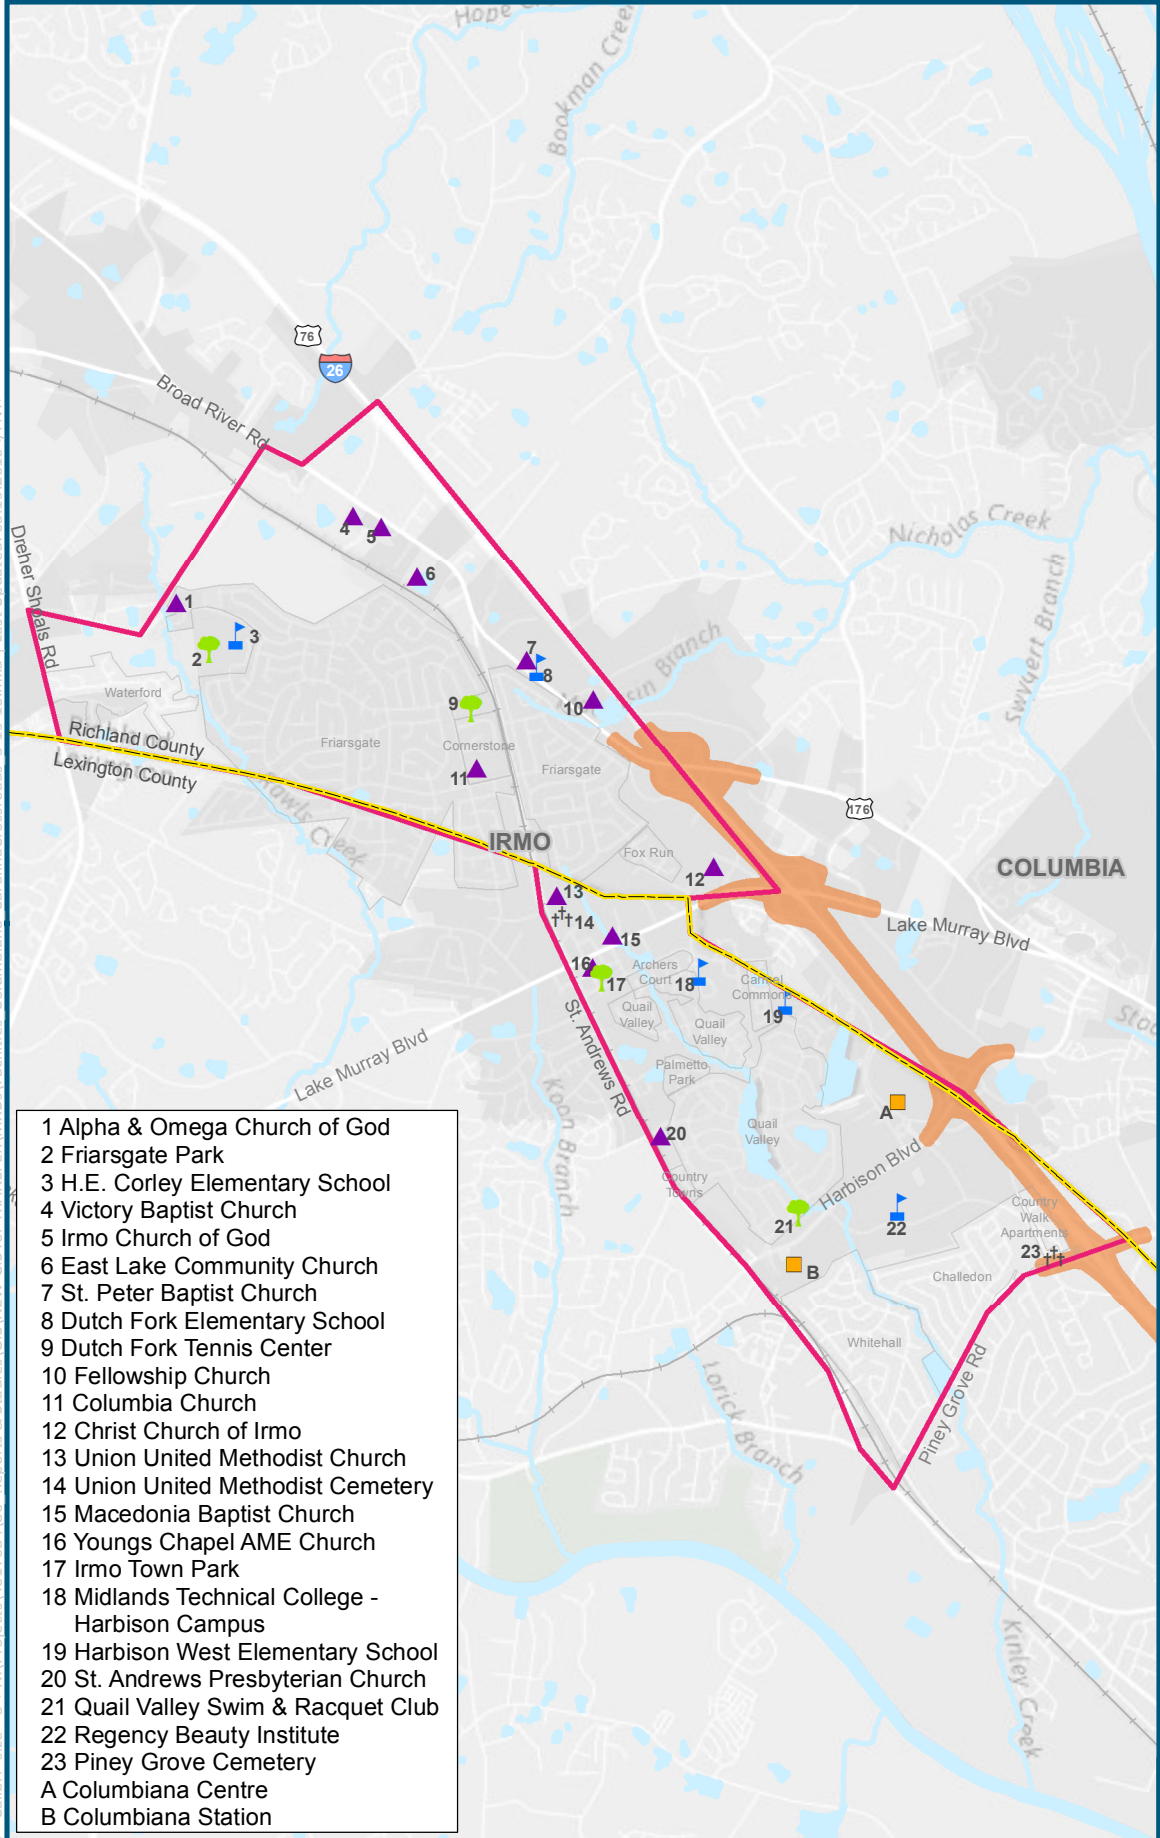 Hope
Bookman Creek
76
26
Broad River Rd
Nicholas Creek
Swygert Branch
Dreher Shoals Rd
4
5
6
1
3
2
7
8
9
10
Waterford
Friarsgate
Cornerstone
Friarsgate
11
Richland County
Lexington County
Rawls Creek
176
IRMO
Fox Run
12
COLUMBIA
13
14
15
Lake Murray Blvd
16
17
Archers
Court
18
Quail
Valley
Quail
Valley
19
St. Andrews Rd
Lake Murray Blvd
Palmetto
Park
Koon Branch
A
20
Quail
Valley
Country
Towns
Harbison Blvd
21
22
Country
Walk
Apartments
23
B
Challedon
Whitehall
Piney Grove Rd
Lorick Branch
Kinley Creek
1 Alpha & Omega Church of God
2 Friarsgate Park
3 H.E. Corley Elementary School
4 Victory Baptist Church
5 Irmo Church of God
6 East Lake Community Church
7 St. Peter Baptist Church
8 Dutch Fork Elementary School
9 Dutch Fork Tennis Center
10 Fellowship Church
11 Columbia Church
12 Christ Church of Irmo
13 Union United Methodist Church
14 Union United Methodist Cemetery
15 Macedonia Baptist Church
16 Youngs Chapel AME Church
17 Irmo Town Park
18 Midlands Technical College -
Harbison Campus
19 Harbison West Elementary School
20 St. Andrews Presbyterian Church
21 Quail Valley Swim & Racquet Club
22 Regency Beauty Institute
23 Piney Grove Cemetery
A Columbiana Centre
B Columbiana Station